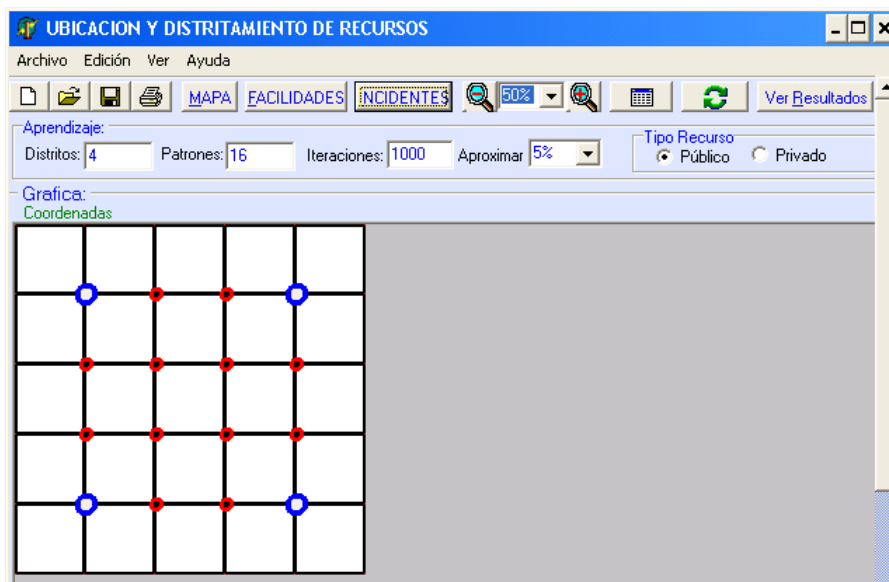 UBICACION Y DISTRITAMIENTO DE RECURSOS
Archivo Edición Ver Ayuda
MAPA FACILIDADES INCIDENTES 50% Ver Resultados
Aprendizaje:
Tipo Recurso
Distritos: 4 Patrones: 16 Iteraciones: 1000 Aproximar 5% Público Privado
Grafica:
Coordenadas